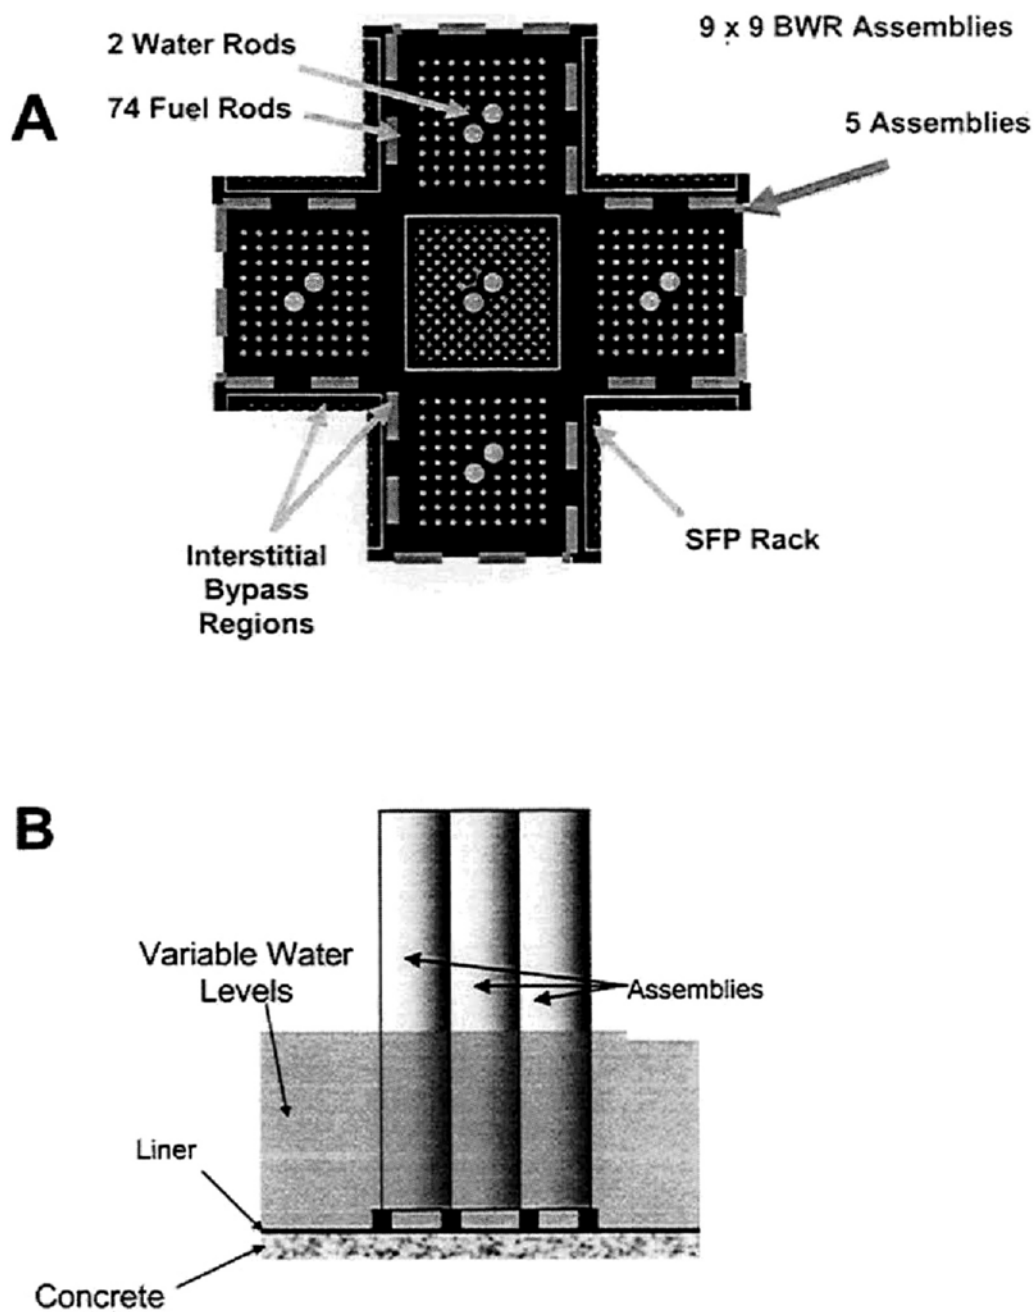 A
2 Water Rods
74 Fuel Rods
9 x 9 BWR Assemblies
5 Assemblies
Interstitial
Bypass
Regions
SFP Rack
B
Variable Water
Levels
Assemblies
Liner
Concrete